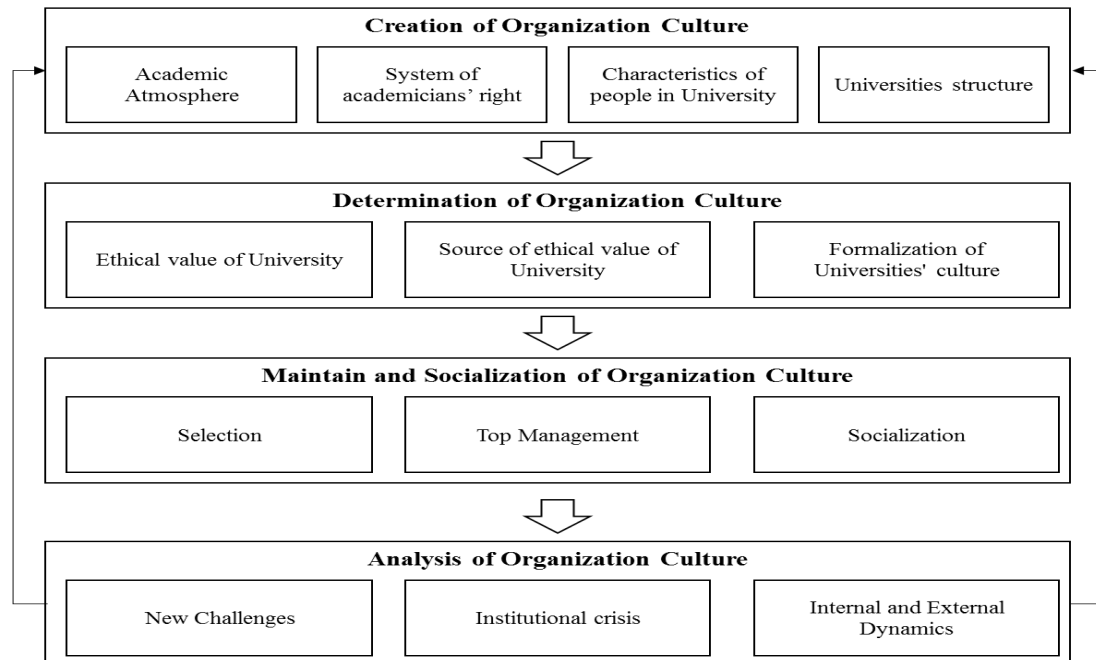 Creation of Organization Culture
Academic
Atmosphere
System of
academicians’ right
Characteristics of
people in University
Universities structure
Determination of Organization Culture
Ethical value of University
Source of ethical value of
University
Formalization of
Universities' culture
Maintain and Socialization of Organization Culture
Selection
Top Management
Socialization
Analysis of Organization Culture
New Challenges
Institutional crisis
Internal and External
Dynamics